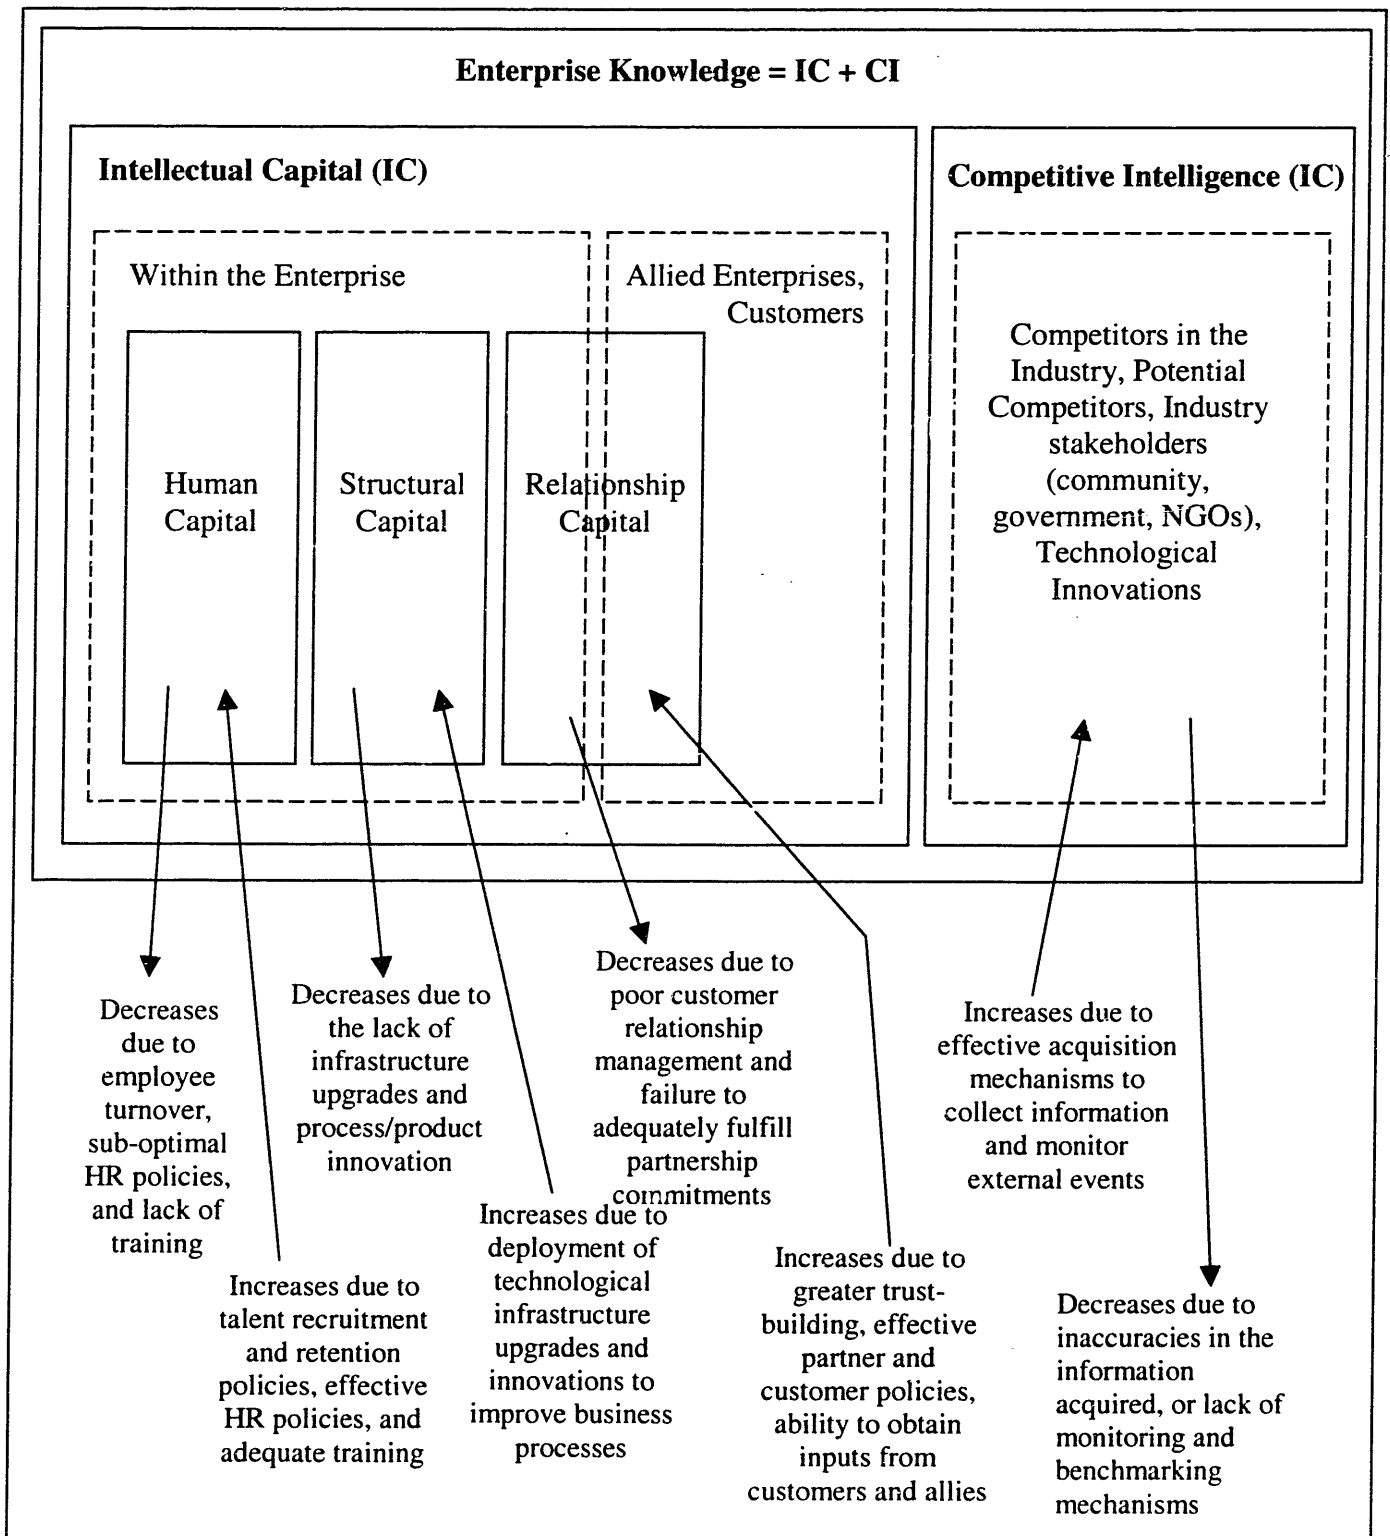 Enterprise Knowledge = IC + CI
Intellectual Capital (IC)
Competitive Intelligence (IC)
Within the Enterprise
Allied Enterprises,
Customers
Human
Capital
Structural
Capital
Relationship
Capital
Competitors in the
Industry, Potential
Competitors, Industry
stakeholders
(community,
government, NGOs),
Technological
Innovations
Decreases
due to
employee
turnover,
sub-optimal
HR policies,
and lack of
training
Increases due to
talent recruitment
and retention
policies, effective
HR policies, and
adequate training
Decreases due to
the lack of
infrastructure
upgrades and
process/product
innovation
Increases due to
deployment of
technological
infrastructure
upgrades and
innovations to
improve business
processes
Decreases due to
poor customer
relationship
management and
failure to
adequately fulfill
partnership
commitments
Increases due to
greater trust-
building, effective
partner and
customer policies,
ability to obtain
inputs from
customers and allies
Increases due to
effective acquisition
mechanisms to
collect information
and monitor
external events
Decreases due to
inaccuracies in the
information
acquired, or lack of
monitoring and
benchmarking
mechanisms